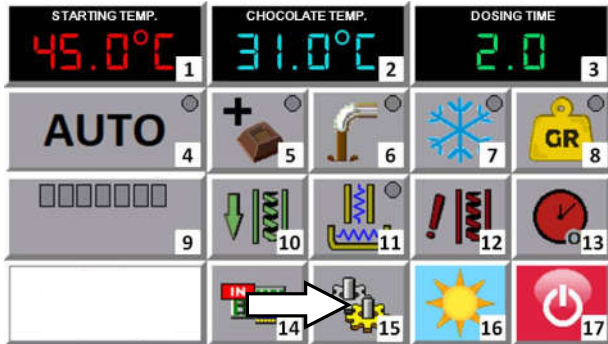 STARTING TEMP. CHOCOLATE TEMP. DOSING TIME
45.0°C 31.0°C 2.0
1 2 3
AUTO GR
4 5 6 7 8
9 10 11 12 13
IN
14 15 16 17